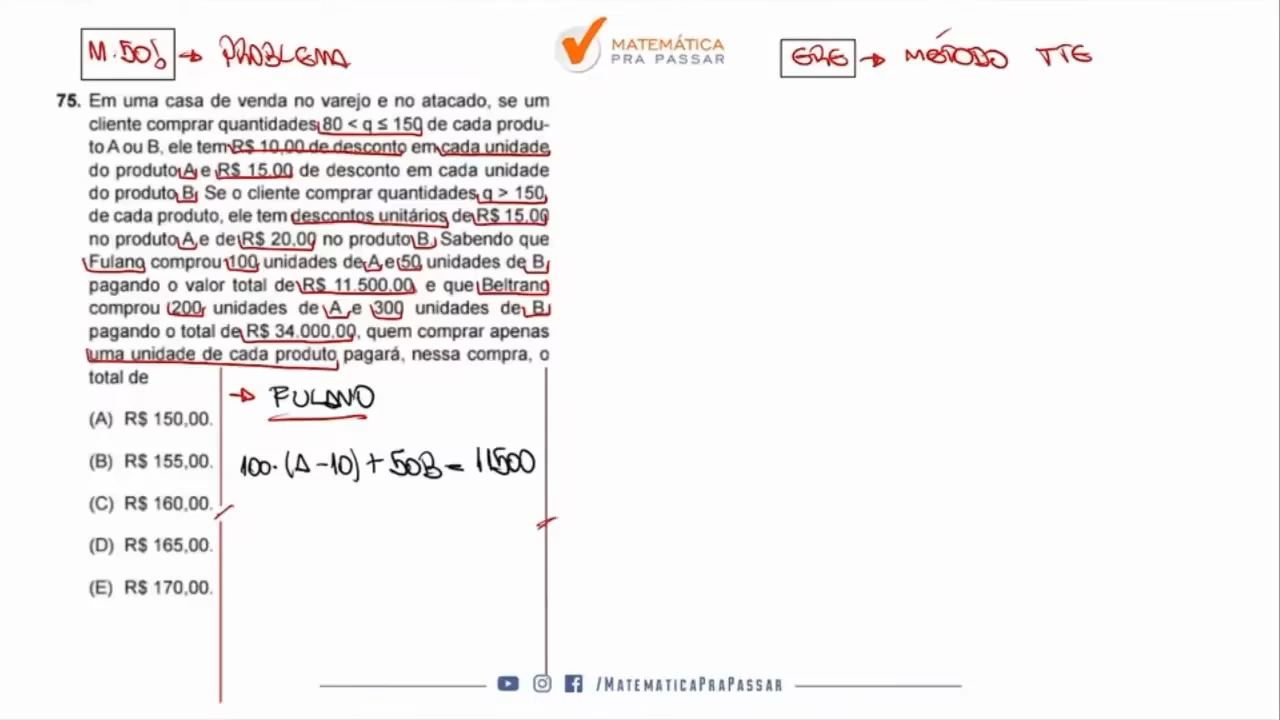 M.50! → PROBLEMA
MATEMÁTICA
PRA PASSAR
→ MÉTODO TTE
75. Em uma casa de venda no varejo e no atacado, se um
cliente comprar quantidades 80 < q ≤ 150 de cada produ-
to A ou B, ele tem R$ 10,00 de desconto em cada unidade
do produto A e R$ 15,00 de desconto em cada unidade
do produto B. Se o cliente comprar quantidades q > 150,
de cada produto, ele tem descontos unitários de R$ 15,00
no produto A e de R$ 20,00 no produto B. Sabendo que
Fulano comprou 100 unidades de A e 50 unidades de B,
pagando o valor total de R$ 11.500,00 e que Beltrano
comprou 200 unidades de A e 300 unidades de B,
pagando o total de R$ 34.000,00, quem comprar apenas
uma unidade de cada produto pagará, nessa compra, o
total de
(A) R$ 150,00.
(B) R$ 155,00.
(C) R$ 160,00.
(D) R$ 165,00.
(E) R$ 170,00.
→ FULANO
100·(A-10)+50B=11500
/MATEMATICAPRAPASSAR